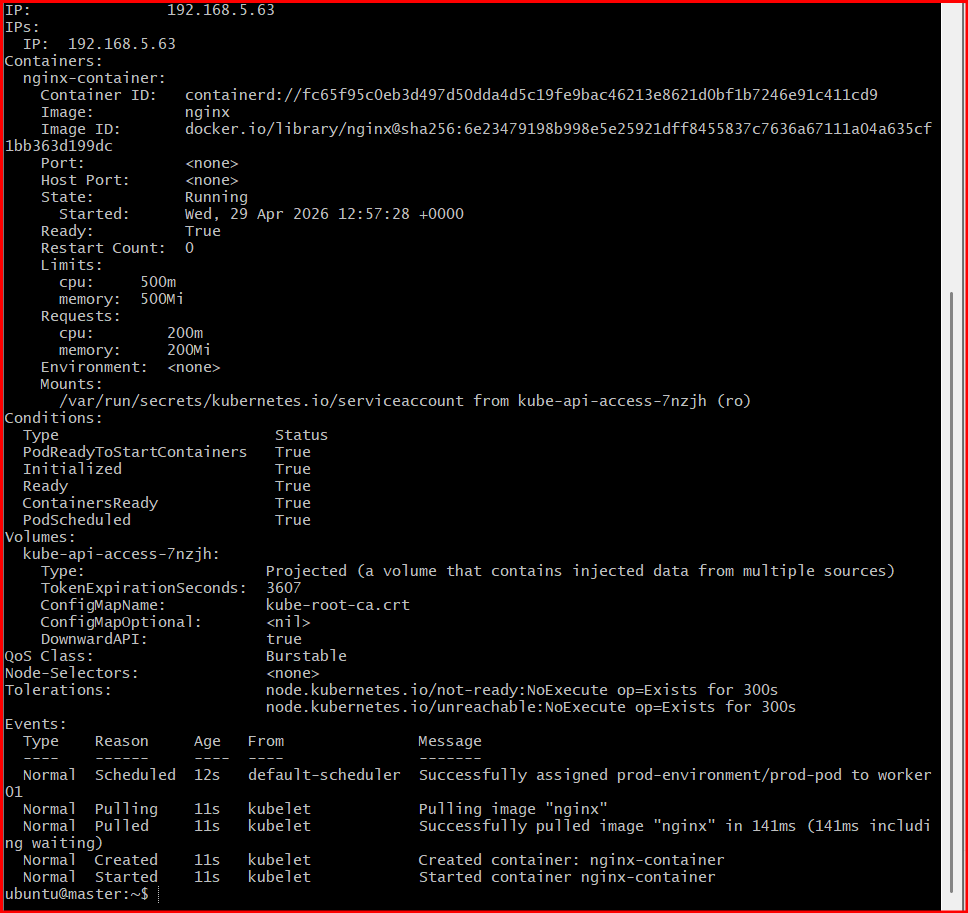 IP:               192.168.5.63
IPs:
  IP:  192.168.5.63
Containers:
  nginx-container:
    Container ID:   containerd://fc65f95c0eb3d497d50dda4d5c19fe9bac46213e8621d0bf1b7246e91c411cd9
    Image:          nginx
    Image ID:       docker.io/library/nginx@sha256:6e23479198b998e5e25921dff8455837c7636a67111a04a635cf
1bb363d199dc
    Port:           <none>
    Host Port:      <none>
    State:          Running
      Started:      Wed, 29 Apr 2026 12:57:28 +0000
    Ready:          True
    Restart Count:  0
    Limits:
      cpu:     500m
      memory:  500Mi
    Requests:
      cpu:        200m
      memory:     200Mi
    Environment:  <none>
    Mounts:
      /var/run/secrets/kubernetes.io/serviceaccount from kube-api-access-7nzjh (ro)
Conditions:
  Type                        Status
  PodReadyToStartContainers   True
  Initialized                 True
  Ready                       True
  ContainersReady             True
  PodScheduled                True
Volumes:
  kube-api-access-7nzjh:
    Type:                    Projected (a volume that contains injected data from multiple sources)
    TokenExpirationSeconds:  3607
    ConfigMapName:           kube-root-ca.crt
    ConfigMapOptional:       <nil>
    DownwardAPI:             true
QoS Class:                   Burstable
Node-Selectors:              <none>
Tolerations:                 node.kubernetes.io/not-ready:NoExecute op=Exists for 300s
                             node.kubernetes.io/unreachable:NoExecute op=Exists for 300s
Events:
  Type    Reason     Age   From               Message
  ----    ------     ----  ----               -------
  Normal  Scheduled  12s   default-scheduler  Successfully assigned prod-environment/prod-pod to worker
01
  Normal  Pulling    11s   kubelet            Pulling image "nginx"
  Normal  Pulled     11s   kubelet            Successfully pulled image "nginx" in 141ms (141ms includi
ng waiting)
  Normal  Created    11s   kubelet            Created container: nginx-container
  Normal  Started    11s   kubelet            Started container nginx-container
ubuntu@master:~$